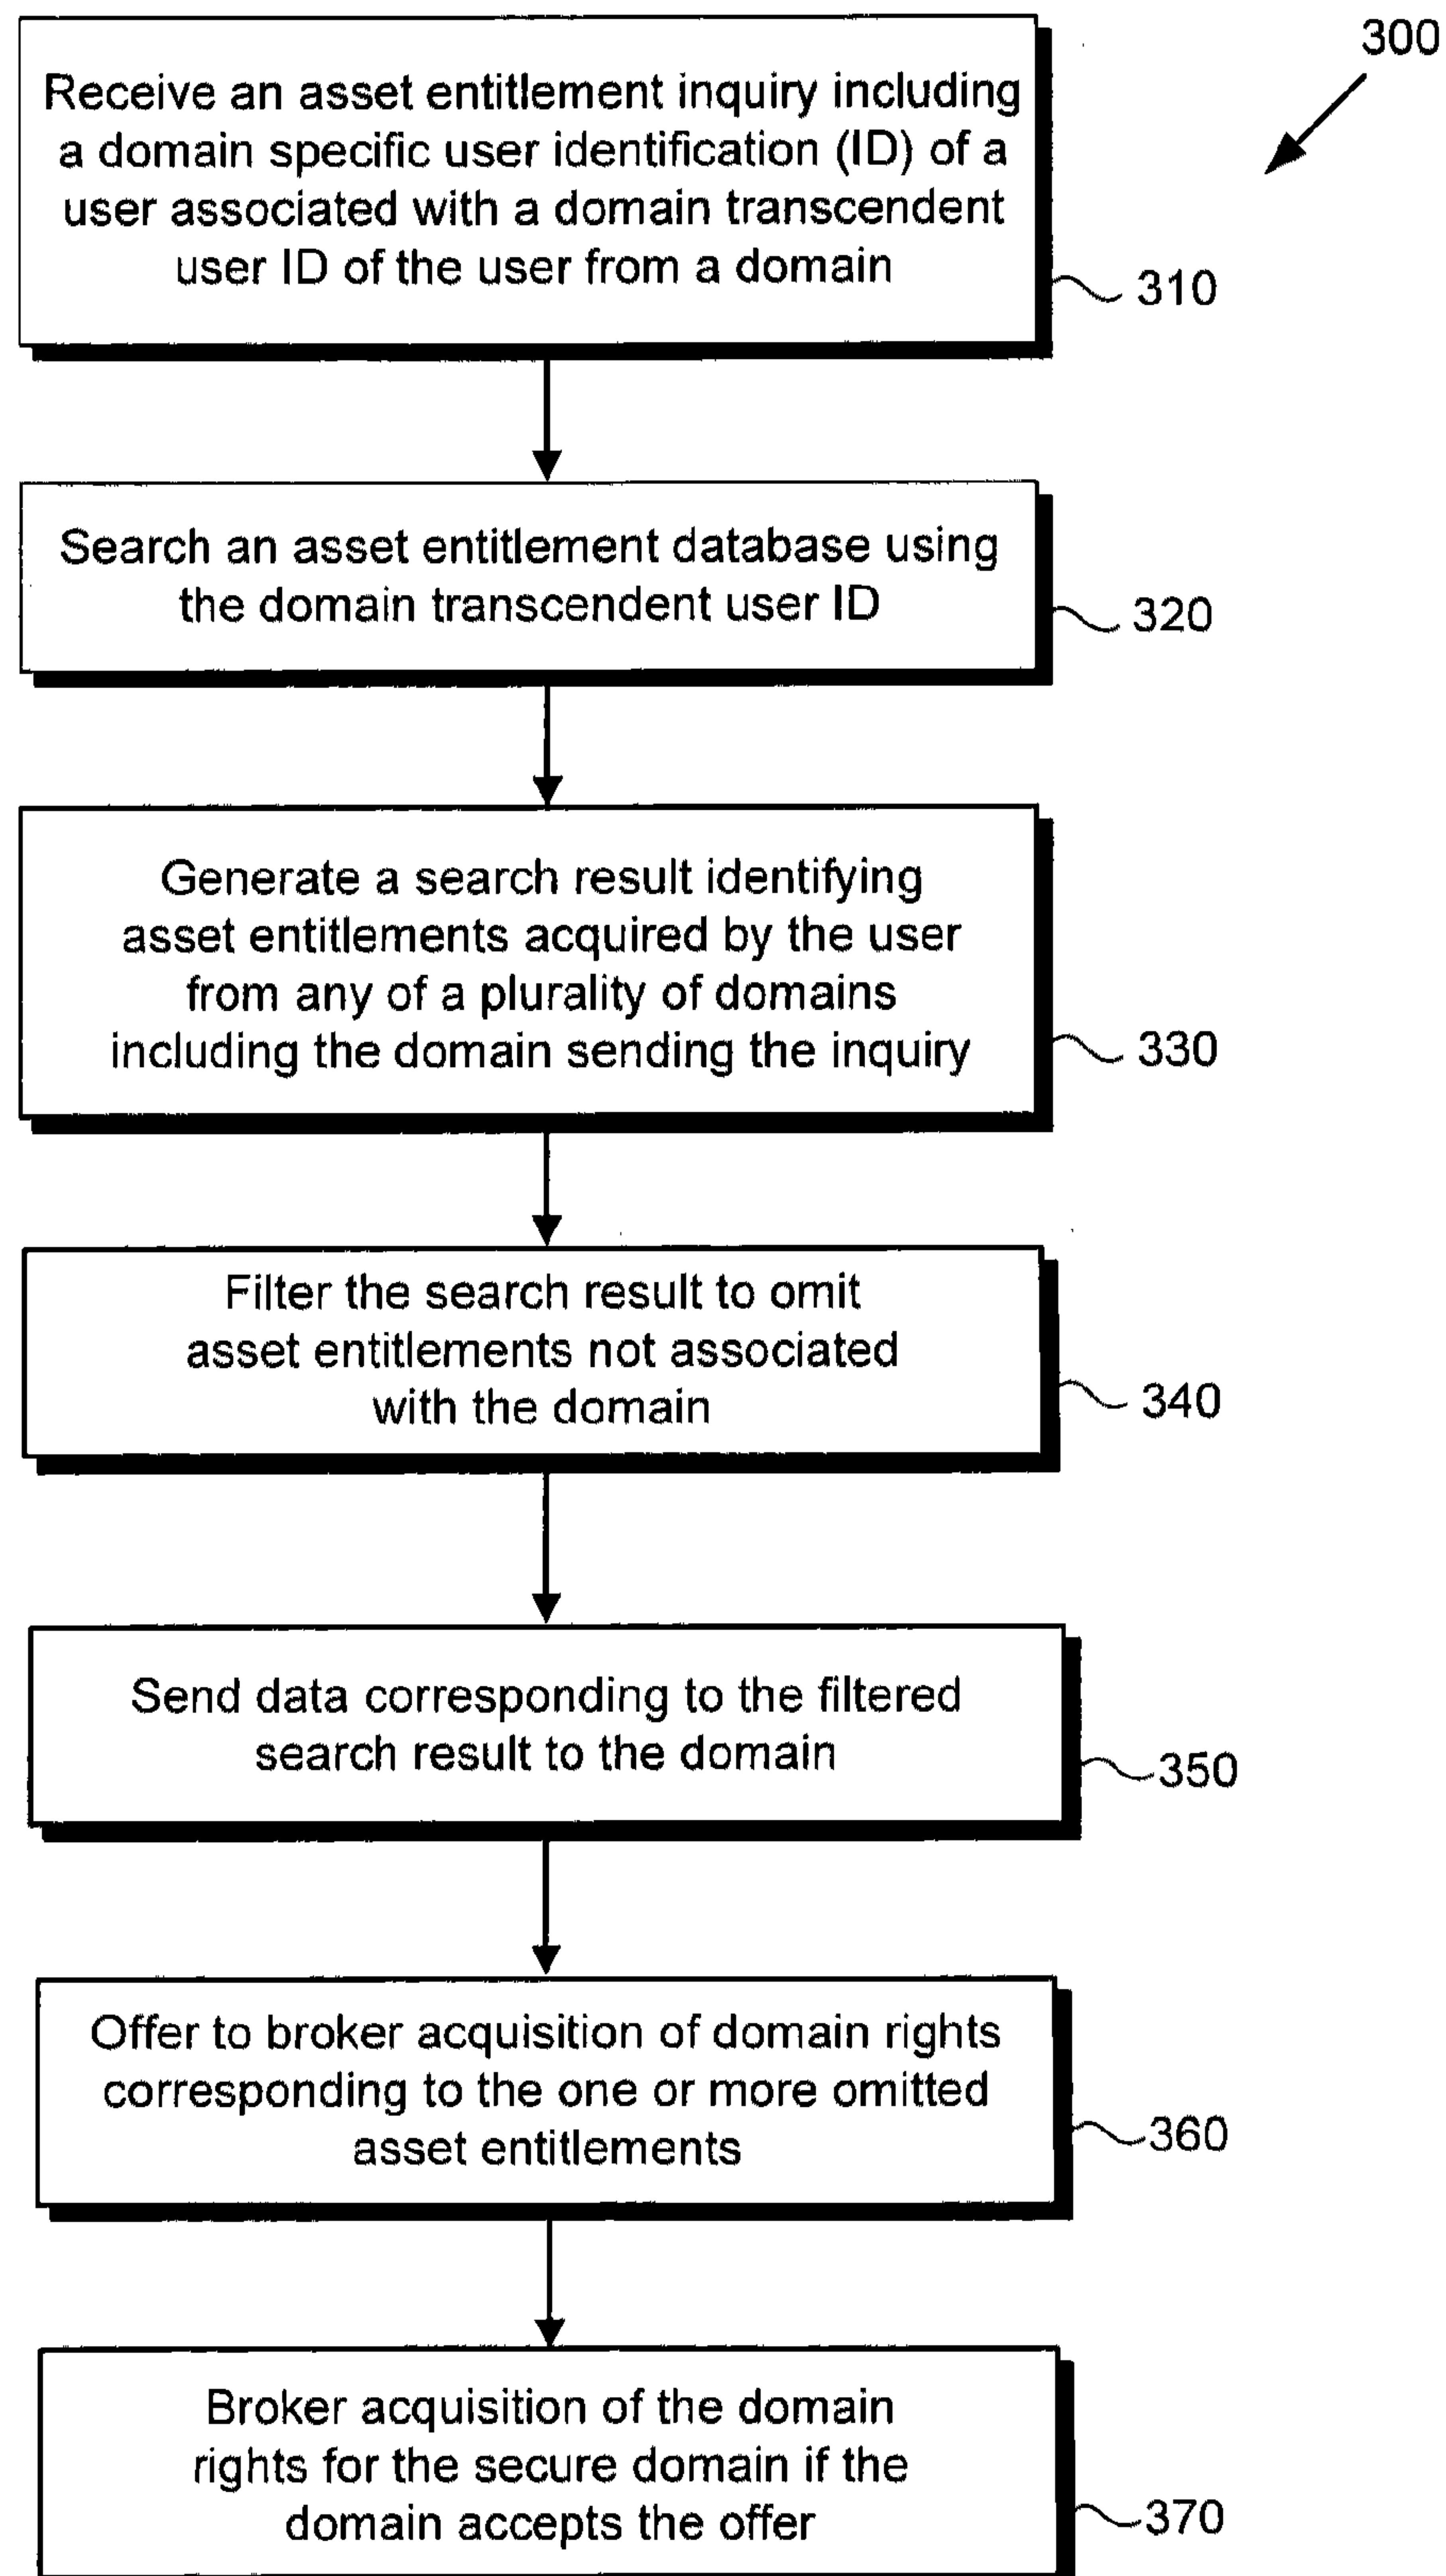 300
Receive an asset entitlement inquiry including
a domain specific user identification (ID) of a
user associated with a domain transcendent
user ID of the user from a domain
310
Search an asset entitlement database using
the domain transcendent user ID
320
Generate a search result identifying
asset entitlements acquired by the user
from any of a plurality of domains
including the domain sending the inquiry
330
Filter the search result to omit
asset entitlements not associated
with the domain
340
Send data corresponding to the filtered
search result to the domain
350
Offer to broker acquisition of domain rights
corresponding to the one or more omitted
asset entitlements
360
Broker acquisition of the domain
rights for the secure domain if the
domain accepts the offer
370